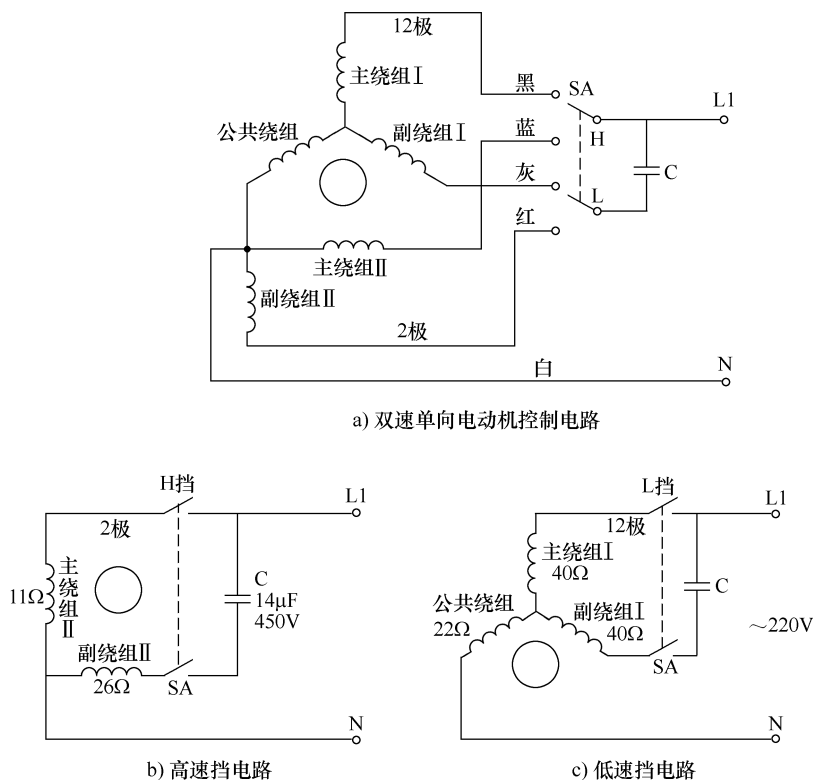 12极
主绕组Ⅰ
黑
SA
L1
公共绕组
副绕组Ⅰ
蓝
H
C
灰
L
红
主绕组Ⅱ
副绕组Ⅱ
2极
白
N
a) 双速单向电动机控制电路
H挡
L1
2极
11Ω
主绕组Ⅱ
C
14μF
450V
副绕组Ⅱ
26Ω
SA
N
b) 高速挡电路
L挡
L1
12极
主绕组Ⅰ
40Ω
C
公共绕组
22Ω
副绕组Ⅰ
40Ω
SA
～220V
N
c) 低速挡电路